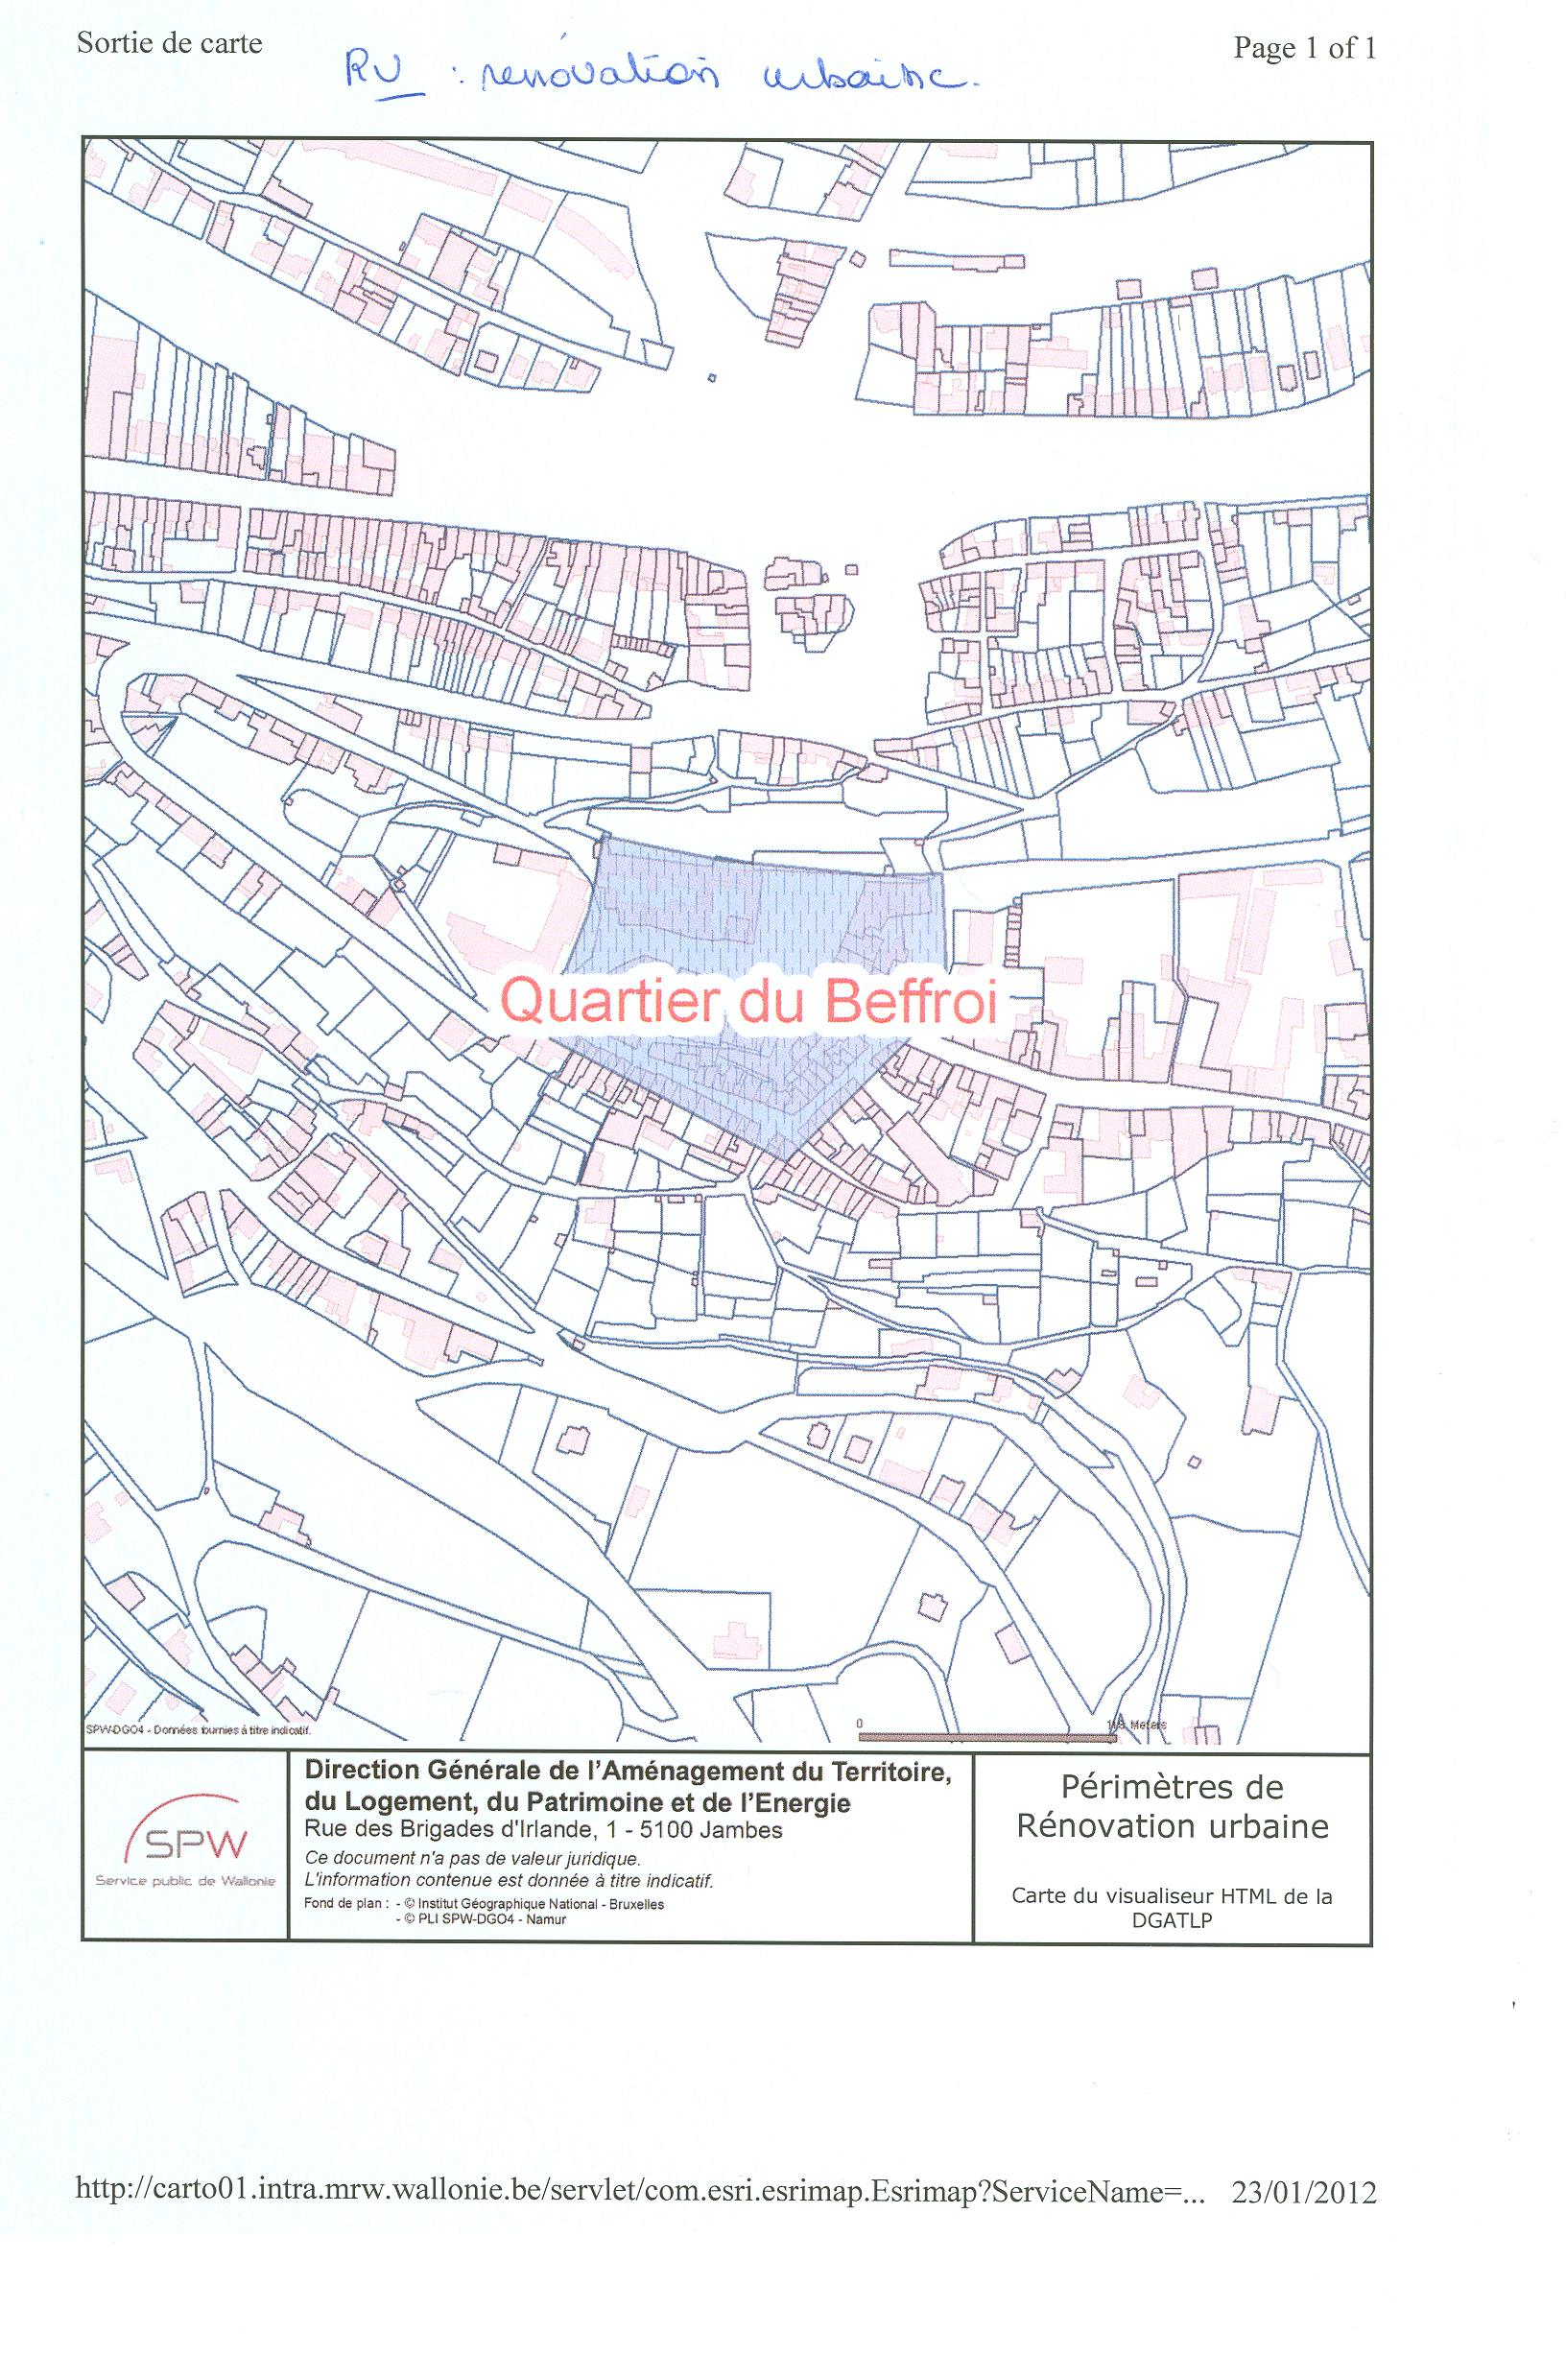 Sortie de carte
Page 1 of 1
RU : rénovation urbaine.
Quartier du Beffroi
SPW-DGO4 - Données fournies à titre indicatif.
0
Meters
SPW
Service public de Wallonie
Direction Générale de l'Aménagement du Territoire,
du Logement, du Patrimoine et de l'Energie
Rue des Brigades d'Irlande, 1 - 5100 Jambes
Ce document n'a pas de valeur juridique.
L'information contenue est donnée à titre indicatif.
Fond de plan : - © Institut Géographique National - Bruxelles
- © PLI SPW-DGO4 - Namur
Périmètres de
Rénovation urbaine
Carte du visualiseur HTML de la
DGATLP
http://carto01.intra.mrw.wallonie.be/servlet/com.esri.esrimap.Esrimap?ServiceName=... 23/01/2012